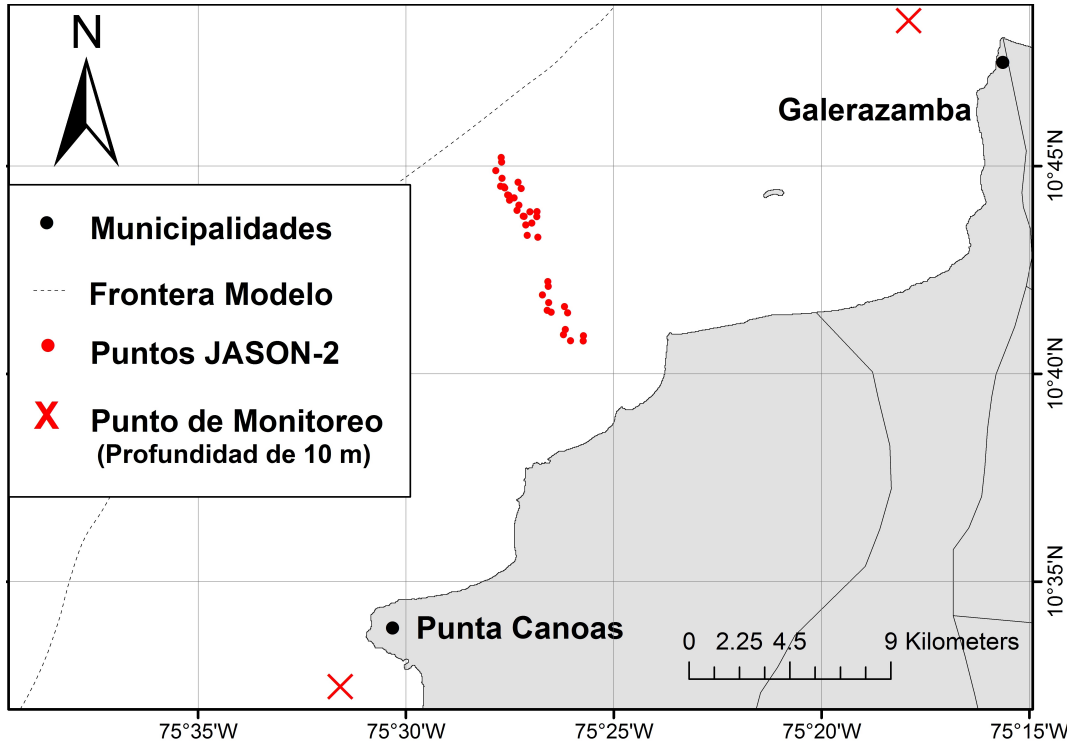 N
Galerazamba
10°45'N
Municipalidades
Frontera Modelo
Puntos JASON-2
X Punto de Monitoreo
(Profundidad de 10 m)
10°40'N
10°35'N
Punta Canoas
0 2.25 4.5 9 Kilometers
75°35'W 75°30'W 75°25'W 75°20'W 75°15'W